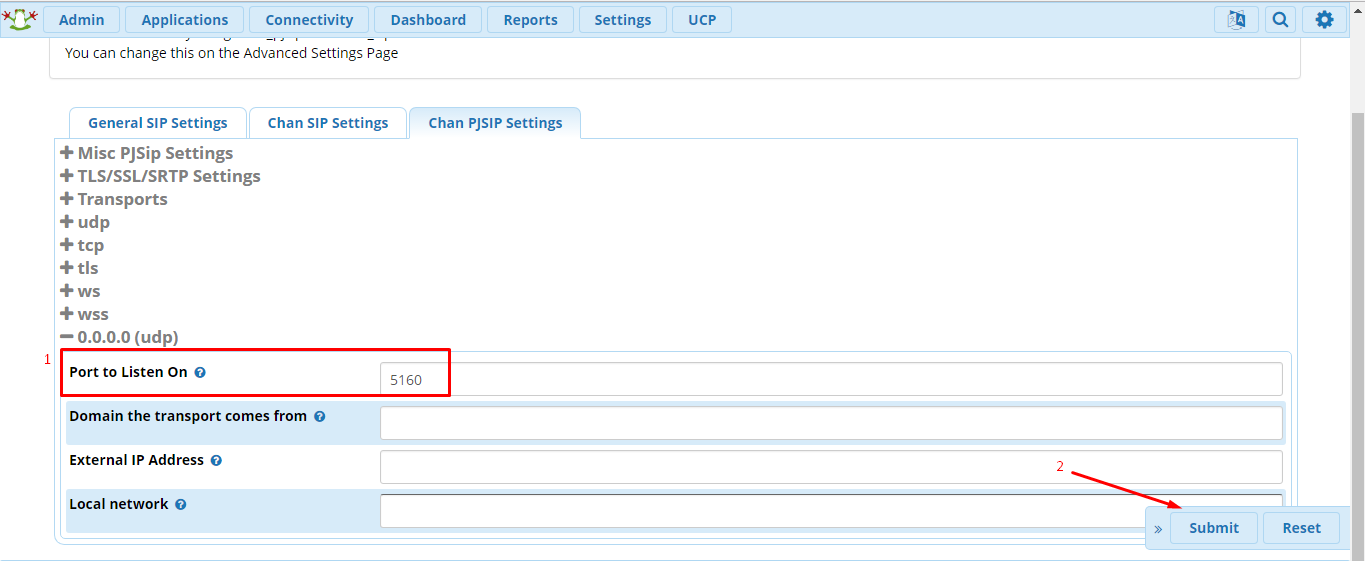 Admin Applications Connectivity Dashboard Reports Settings UCP
You can change this on the Advanced Settings Page
General SIP Settings Chan SIP Settings Chan PJSIP Settings
Misc PJSip Settings
TLS/SSL/SRTP Settings
Transports
udp
tcp
tls
ws
wss
0.0.0.0 (udp)
1
Port to Listen On 5160
Domain the transport comes from
External IP Address
2
Local network
» Submit Reset